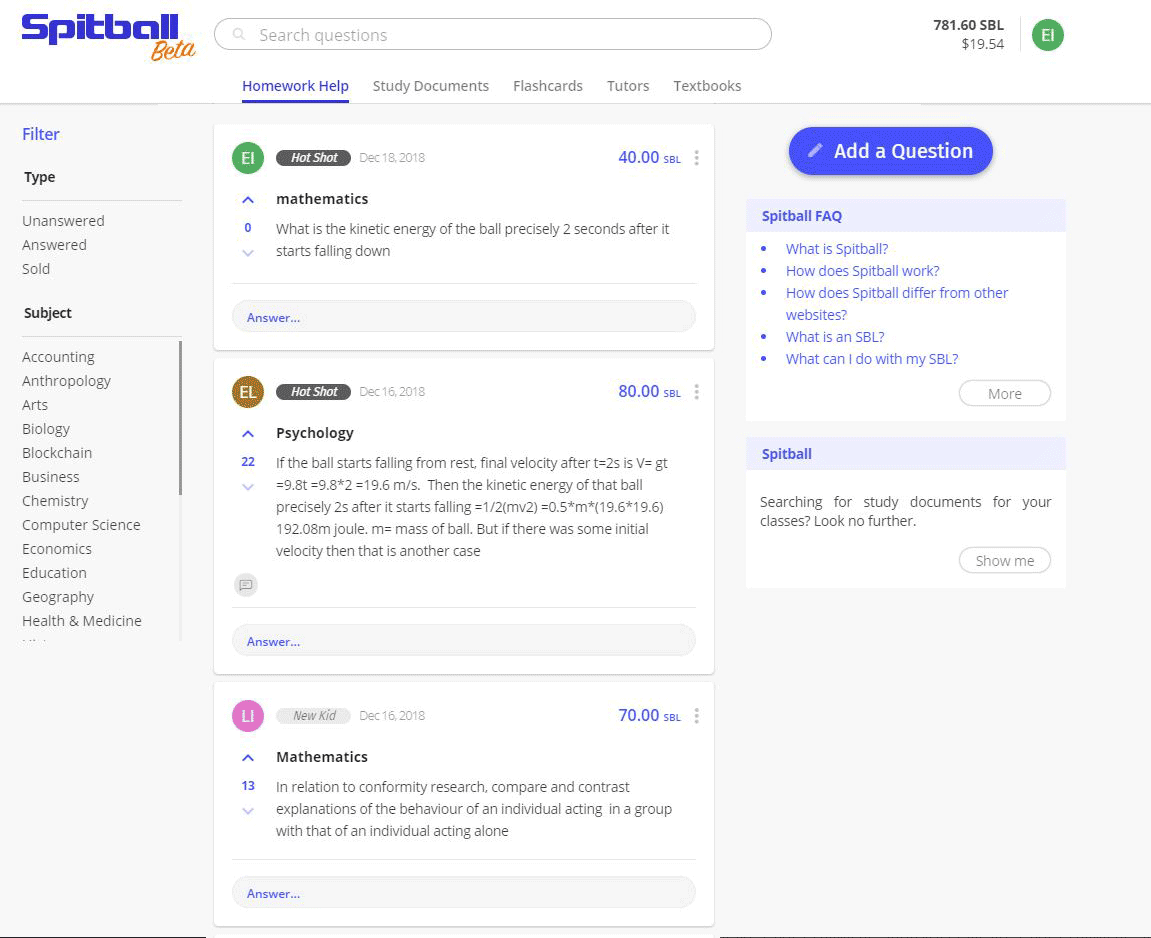 Spitball
Beta
Search questions
781.60 SBL
$19.54
EI
Homework Help Study Documents Flashcards Tutors Textbooks
Filter
Type
Unanswered
Answered
Sold
Subject
Accounting
Anthropology
Arts
Biology
Blockchain
Business
Chemistry
Computer Science
Economics
Education
Geography
Health & Medicine
EI Hot Shot Dec 18, 2018 40.00 SBL
mathematics
0
What is the kinetic energy of the ball precisely 2 seconds after it
starts falling down
Answer...
EL Hot Shot Dec 16, 2018 80.00 SBL
Psychology
22
If the ball starts falling from rest, final velocity after t=2s is V= gt
=9.8t =9.8*2 =19.6 m/s. Then the kinetic energy of that ball
precisely 2s after it starts falling =1/2(mv2) =0.5*m*(19.6*19.6)
192.08m joule. m= mass of ball. But if there was some initial
velocity then that is another case
Answer...
LI New Kid Dec 16, 2018 70.00 SBL
Mathematics
13
In relation to conformity research, compare and contrast
explanations of the behaviour of an individual acting in a group
with that of an individual acting alone
Answer...
Add a Question
Spitball FAQ
• What is Spitball?
• How does Spitball work?
• How does Spitball differ from other
websites?
• What is an SBL?
• What can I do with my SBL?
More
Spitball
Searching for study documents for your
classes? Look no further.
Show me